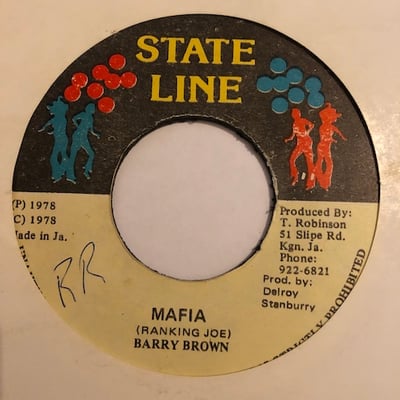 STATE
LINE
(P) 1978
C) 1978
Made in Ja.
Produced By:
T. Robinson
51 Slipe Rd.
Kgn. Ja.
Phone:
922-6821
Prod. by:
Delroy
Stanburry
RR
MAFIA
(RANKING JOE)
BARRY BROWN
STRICTLY PROHIBITED